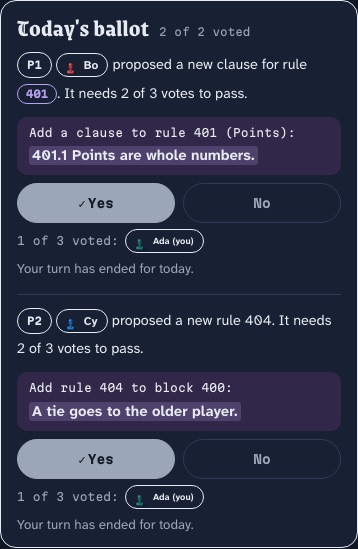 Today's ballot 2 of 2 voted
P1 Bo proposed a new clause for rule
401. It needs 2 of 3 votes to pass.
Add a clause to rule 401 (Points):
401.1 Points are whole numbers.
✓Yes No
1 of 3 voted: Ada (you)
Your turn has ended for today.
P2 Cy proposed a new rule 404. It needs
2 of 3 votes to pass.
Add rule 404 to block 400:
A tie goes to the older player.
✓Yes No
1 of 3 voted: Ada (you)
Your turn has ended for today.